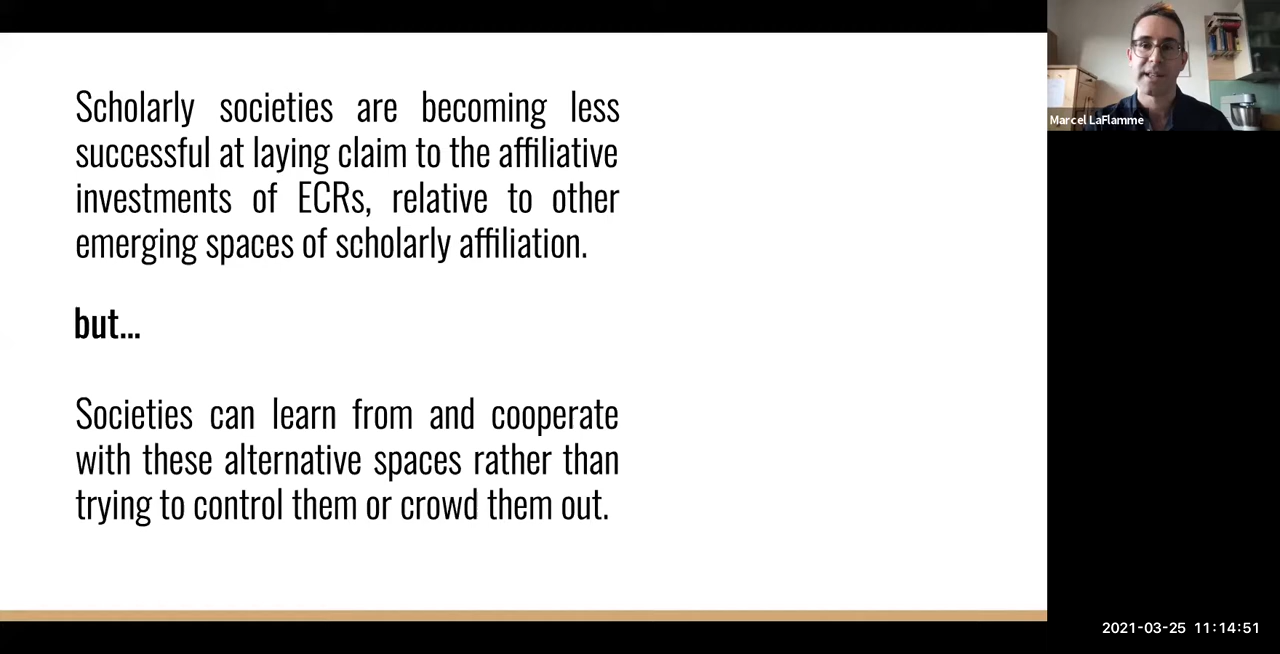 Scholarly societies are becoming less
successful at laying claim to the affiliative
investments of ECRs, relative to other
emerging spaces of scholarly affiliation.
but...
Societies can learn from and cooperate
with these alternative spaces rather than
trying to control them or crowd them out.
Marcel LaFlamme
2021-03-25 11:14:51